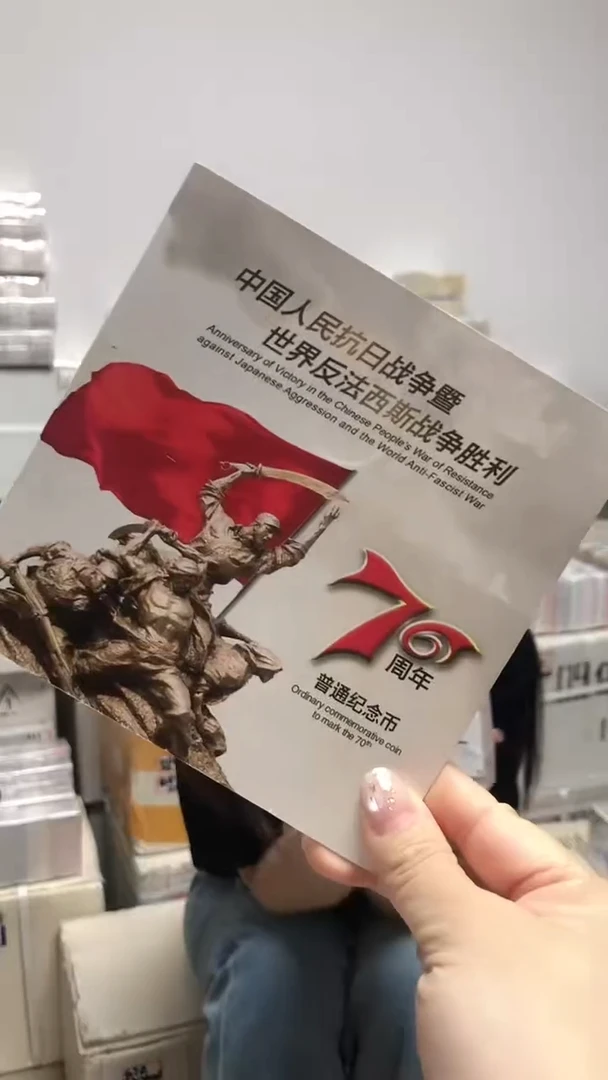 中国人民抗日战争暨
世界反法西斯战争胜利
Anniversary of Victory in the Chinese People's War of Resistance
against Japanese Aggression and the World Anti-Fascist War
70
周年
普通纪念币
Ordinary commemorative coin
to mark the 70th